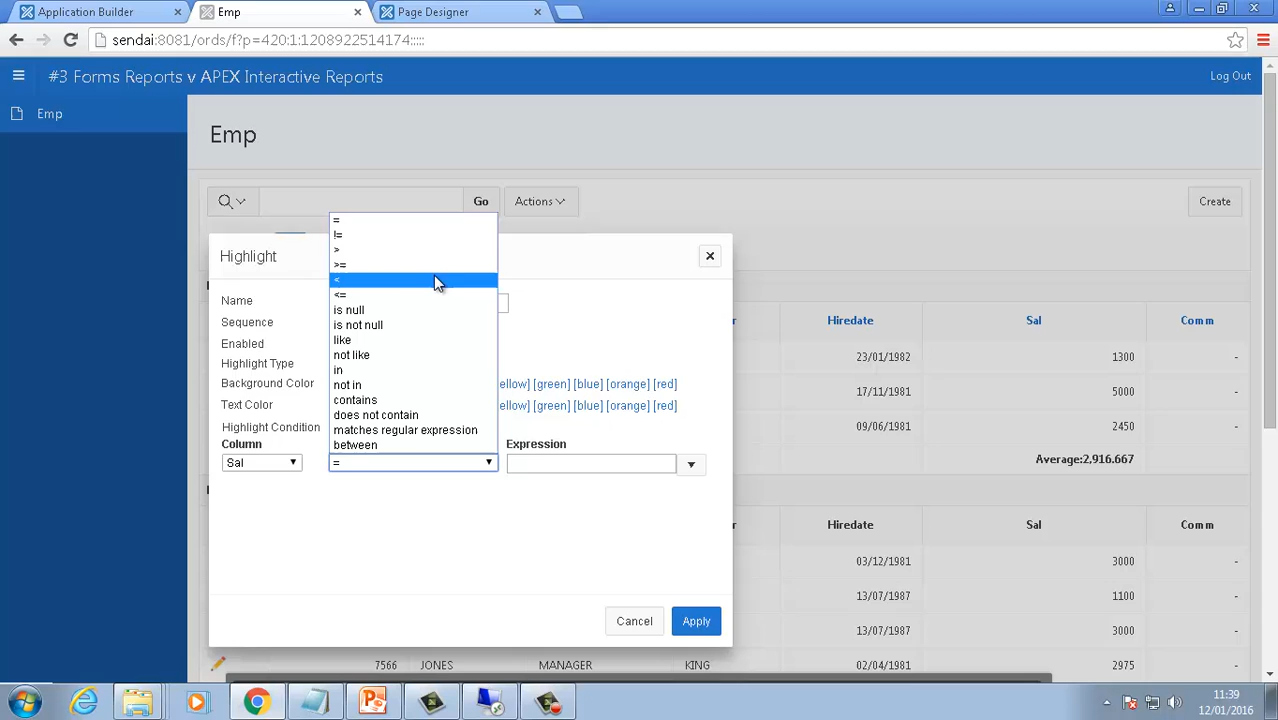 Application Builder × Emp × Page Designer ×
sendai:8081/ords/f?p=420:1:1208922514174:::::
#3 Forms Reports v APEX Interactive Reports Log Out
Emp
Emp
Go Actions Create
Highlight
Name
Sequence
Enabled
Highlight Type
Background Color ellow] [green] [blue] [orange] [red]
Text Color ellow] [green] [blue] [orange] [red]
Highlight Condition
Column Expression
Sal =
=
!=
>
>=
<
<=
is null
is not null
like
not like
in
not in
contains
does not contain
matches regular expression
between
Cancel Apply
r Hiredate Sal Comm
23/01/1982 1300 -
17/11/1981 5000 -
09/06/1981 2450 -
Average:2,916.667
r Hiredate Sal Comm
03/12/1981 3000 -
13/07/1987 1100 -
13/07/1987 3000 -
7566 JONES MANAGER KING 02/04/1981 2975 -
11:39
12/01/2016